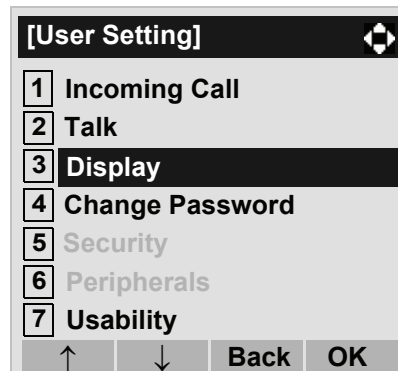 [User Setting]
1 Incoming Call
2 Talk
3 Display
4 Change Password
5 Security
6 Peripherals
7 Usability
↑ ↓ Back OK